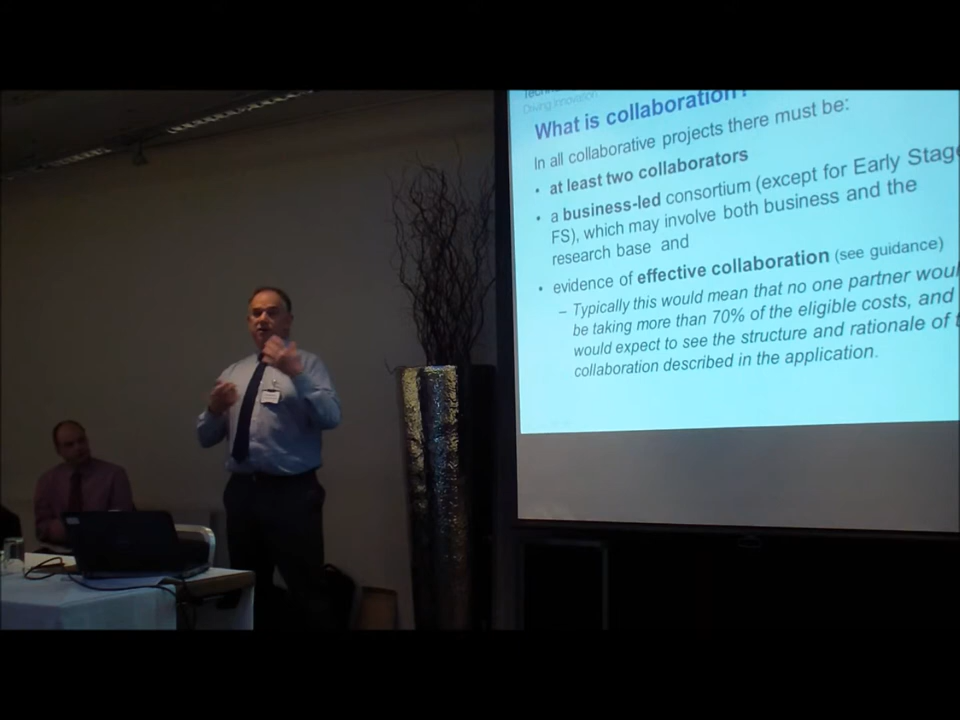 Driving Innovation
What is collaboration?
In all collaborative projects there must be:
• at least two collaborators
• a business-led consortium (except for Early Stage
FS), which may involve both business and the
research base and
• evidence of effective collaboration (see guidance)
– Typically this would mean that no one partner woul
be taking more than 70% of the eligible costs, and
would expect to see the structure and rationale of t
collaboration described in the application.